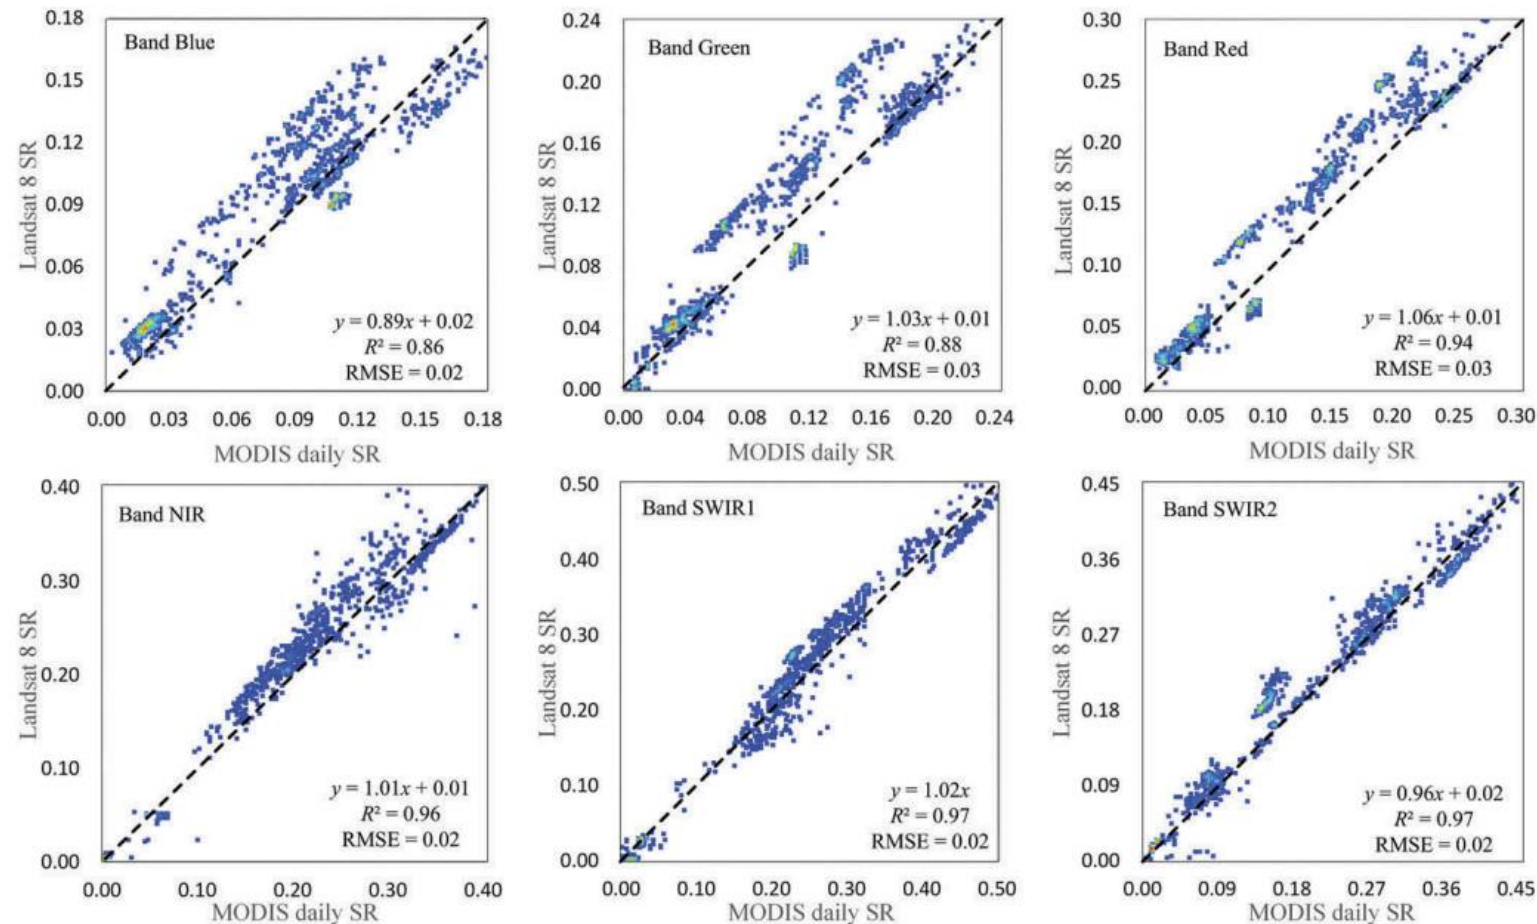 Band Blue
0.18
0.15
0.12
0.09
0.06
0.03
0.00
Landsat 8 SR
y = 0.89x + 0.02
R² = 0.86
RMSE = 0.02
0.00 0.03 0.06 0.09 0.12 0.15 0.18
MODIS daily SR
Band Green
0.24
0.20
0.16
0.12
0.08
0.04
0.00
Landsat 8 SR
y = 1.03x + 0.01
R² = 0.88
RMSE = 0.03
0.00 0.04 0.08 0.12 0.16 0.20 0.24
MODIS daily SR
Band Red
0.30
0.25
0.20
0.15
0.10
0.05
0.00
Landsat 8 SR
y = 1.06x + 0.01
R² = 0.94
RMSE = 0.03
0.00 0.05 0.10 0.15 0.20 0.25 0.30
MODIS daily SR
Band NIR
0.40
0.30
0.20
0.10
0.00
Landsat 8 SR
y = 1.01x + 0.01
R² = 0.96
RMSE = 0.02
0.00 0.10 0.20 0.30 0.40
MODIS daily SR
Band SWIR1
0.50
0.40
0.30
0.20
0.10
0.00
Landsat 8 SR
y = 1.02x
R² = 0.97
RMSE = 0.02
0.00 0.10 0.20 0.30 0.40 0.50
MODIS daily SR
Band SWIR2
0.45
0.36
0.27
0.18
0.09
0.00
Landsat 8 SR
y = 0.96x + 0.02
R² = 0.97
RMSE = 0.02
0.00 0.09 0.18 0.27 0.36 0.45
MODIS daily SR